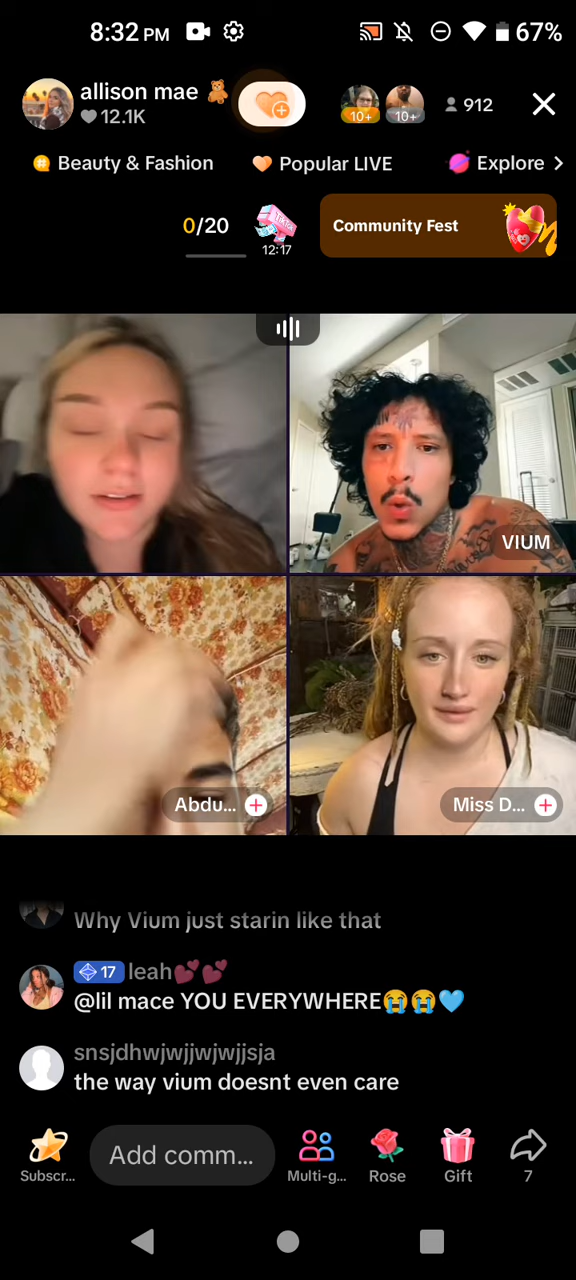 8:32 PM 67%
allison mae 🧸
12.1K
10+ 10+ 912
Beauty & Fashion Popular LIVE Explore
0/20 TikTok Community Fest
12:17
VIUM
Abdu... Miss D...
Why Vium just starin like that
17 leah💕💕
@lil mace YOU EVERYWHERE😭😭🩵
snsjdhwjwjjwjwjjsja
the way vium doesnt even care
Add comm...
Subscr... Multi-g... Rose Gift 7